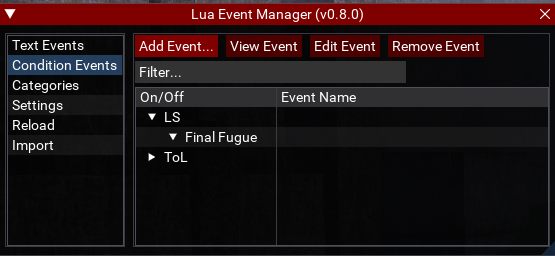 Lua Event Manager (v0.8.0)
Text Events
Condition Events
Categories
Settings
Reload
Import
Add Event... View Event Edit Event Remove Event
Filter...
On/Off Event Name
LS
Final Fugue
ToL